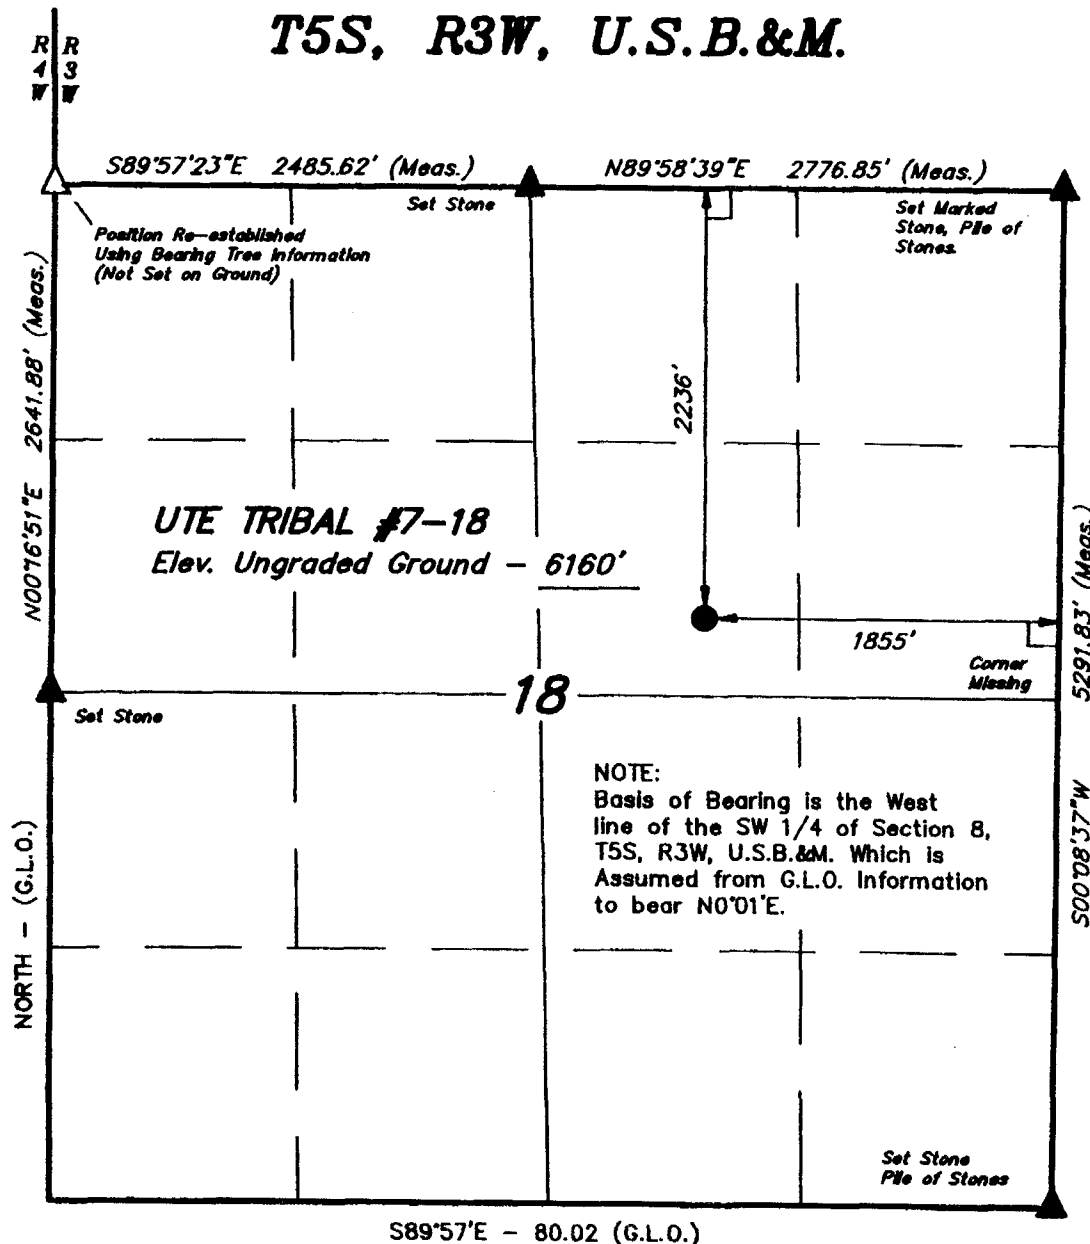 T5S, R3W, U.S.B.&M.
R R
4 3
W W
S89°57'23"E 2485.62' (Meas.)
N89°58'39"E 2776.85' (Meas.)
Set Stone
Set Marked
Stone, Pile of
Stones.
Position Re-established
Using Bearing Tree Information
(Not Set on Ground)
N00°16'51"E 2641.88' (Meas.)
2236'
UTE TRIBAL #7-18
Elev. Ungraded Ground - 6160'
1855'
Corner
Missing
5291.83' (Meas.)
S00°08'37"W
18
Set Stone
NOTE:
Basis of Bearing is the West
line of the SW 1/4 of Section 8,
T5S, R3W, U.S.B.&M. Which is
Assumed from G.L.O. Information
to bear N0°01'E.
NORTH - (G.L.O.)
Set Stone
Pile of Stones
S89°57'E - 80.02 (G.L.O.)